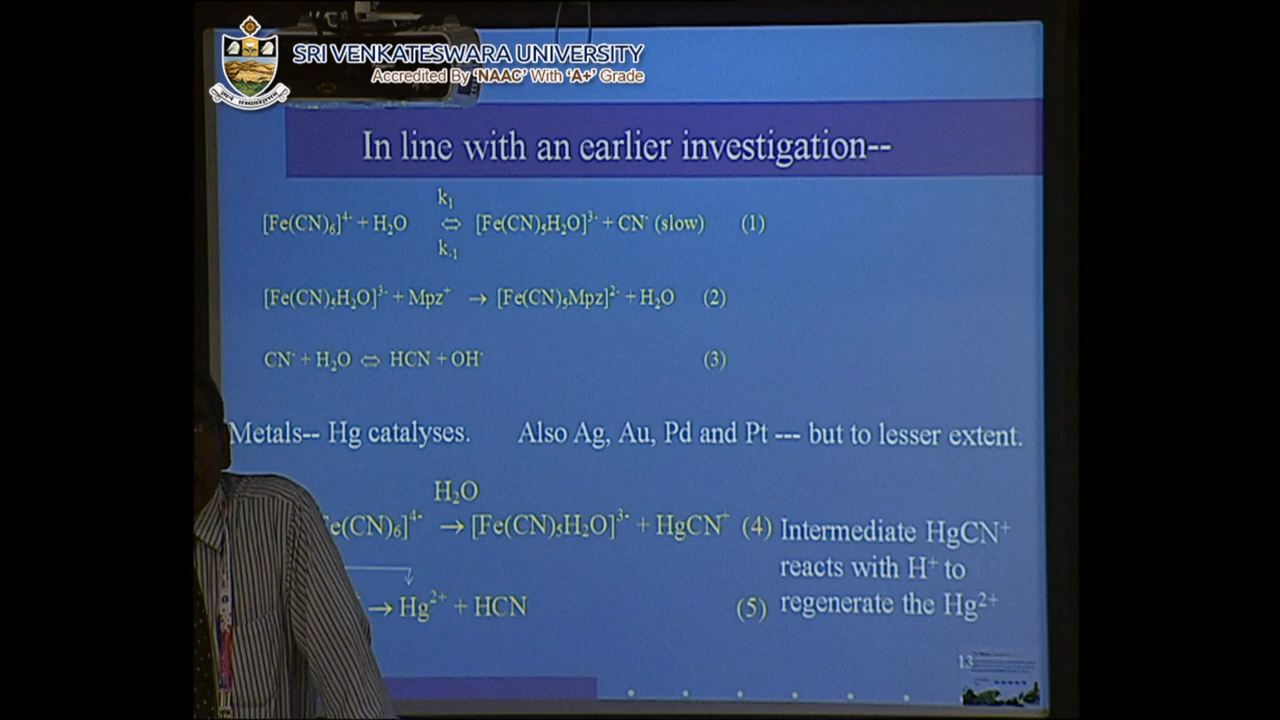 SRI VENKATESWARA UNIVERSITY
Accredited By 'NAAC' With 'A+' Grade
In line with an earlier investigation--
k₁
[Fe(CN)₆]⁴⁻ + H₂O ⇔ [Fe(CN)₅H₂O]³⁻ + CN⁻ (slow) (1)
k₋₁
[Fe(CN)₅H₂O]³⁻ + Mpz⁺ → [Fe(CN)₅Mpz]²⁻ + H₂O (2)
CN⁻ + H₂O ⇔ HCN + OH⁻ (3)
Metals-- Hg catalyses. Also Ag, Au, Pd and Pt --- but to lesser extent.
H₂O
Fe(CN)₆]⁴⁻ → [Fe(CN)₅H₂O]³⁻ + HgCN⁺ (4) Intermediate HgCN⁺
reacts with H⁺ to
→ Hg²⁺ + HCN (5) regenerate the Hg²⁺
13